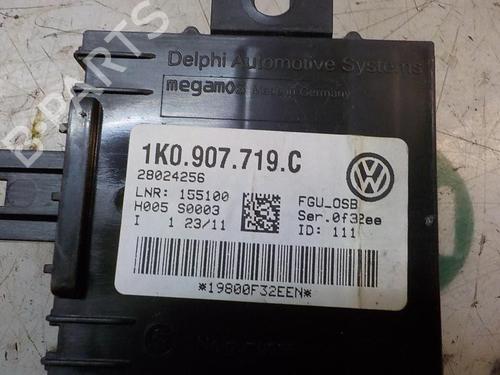 B-PARTS
Delphi Automotive Systems
megamos Made in Germany
1K0.907.719.C
28024256
LNR: 155100
H005 S0003
I 1 23/11
FGU_OSB
Ser.0f32ee
ID: 111
*19800F32EEN*